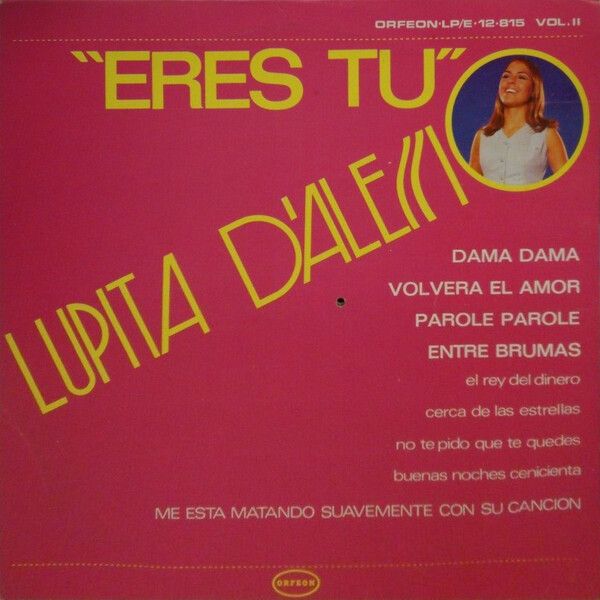 ORFEON·LP/E·12·815 VOL.II
"ERES TU"
LUPITA D'ALESSIO
DAMA DAMA
VOLVERA EL AMOR
PAROLE PAROLE
ENTRE BRUMAS
el rey del dinero
cerca de las estrellas
no te pido que te quedes
buenas noches cenicienta
ME ESTA MATANDO SUAVEMENTE CON SU CANCION
ORFEON